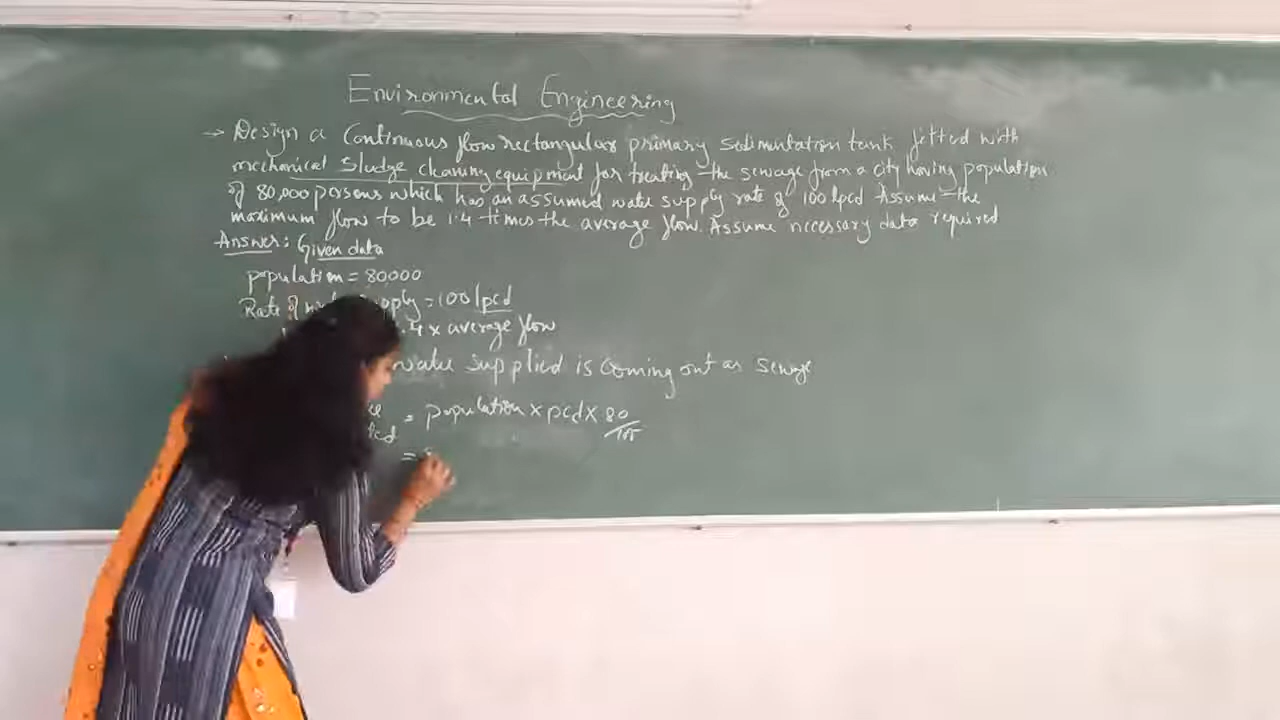 Environmental Engineering
→ Design a Continuous flow rectangular primary sedimentation tank fitted with
mechanical sludge cleaning equipment for treating the sewage from a city having population
of 80,000 persons which has an assumed water supply rate of 100 lpcd Assume the
maximum flow to be 1.4 times the average flow. Assume necessary data required
Answer: Given data
population = 80000
Rate of = 100 lpcd
.4 x average flow
water supplied is Coming out as sewage
= population x pcd x 80/100
=